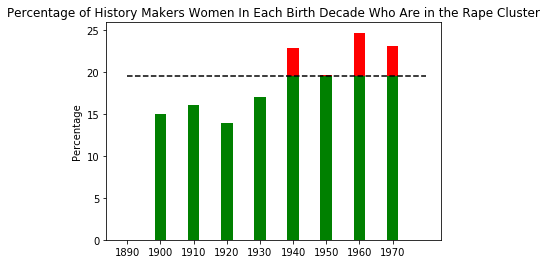 Percentage of History Makers Women In Each Birth Decade Who Are in the Rape Cluster
Percentage
25
20
15
10
5
0
1890 1900 1910 1920 1930 1940 1950 1960 1970